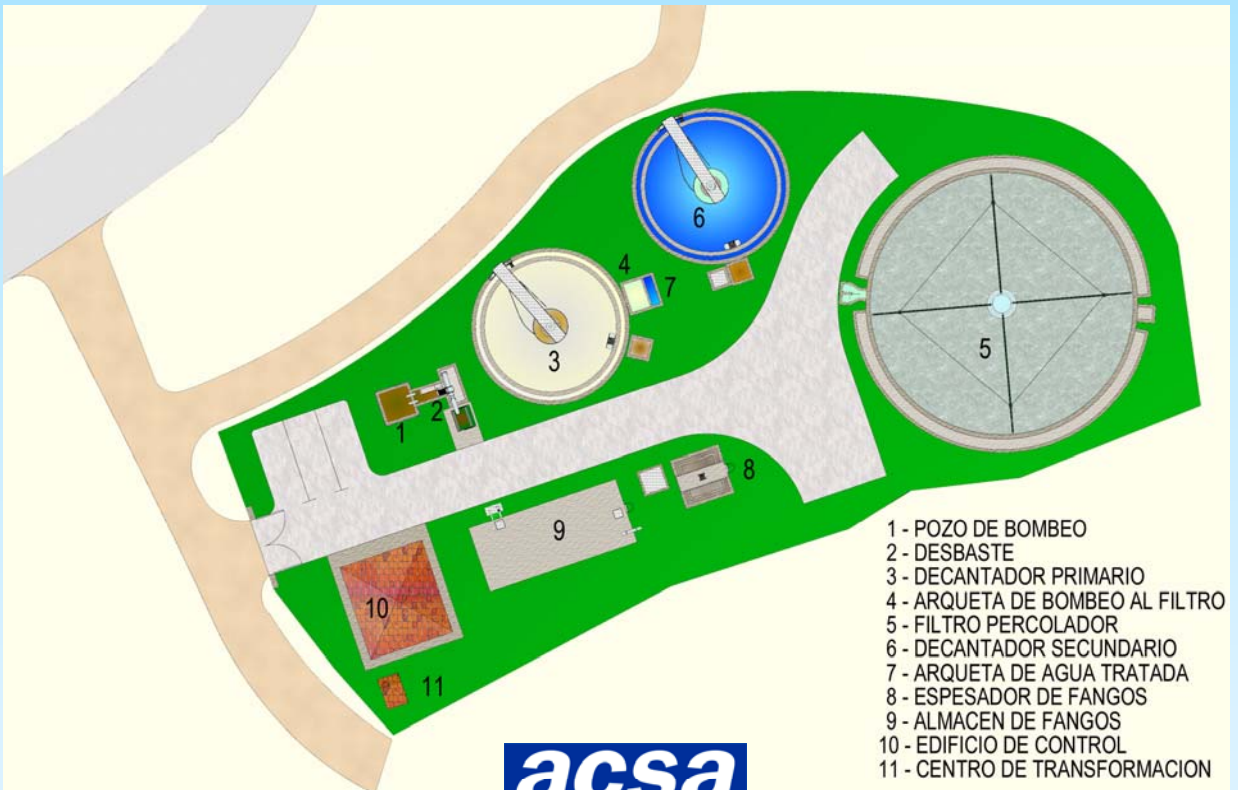 6
4
7
3
5
2
1
8
9
10
11
1 - POZO DE BOMBEO
2 - DESBASTE
3 - DECANTADOR PRIMARIO
4 - ARQUETA DE BOMBEO AL FILTRO
5 - FILTRO PERCOLADOR
6 - DECANTADOR SECUNDARIO
7 - ARQUETA DE AGUA TRATADA
8 - ESPESADOR DE FANGOS
9 - ALMACEN DE FANGOS
10 - EDIFICIO DE CONTROL
11 - CENTRO DE TRANSFORMACION
acsa